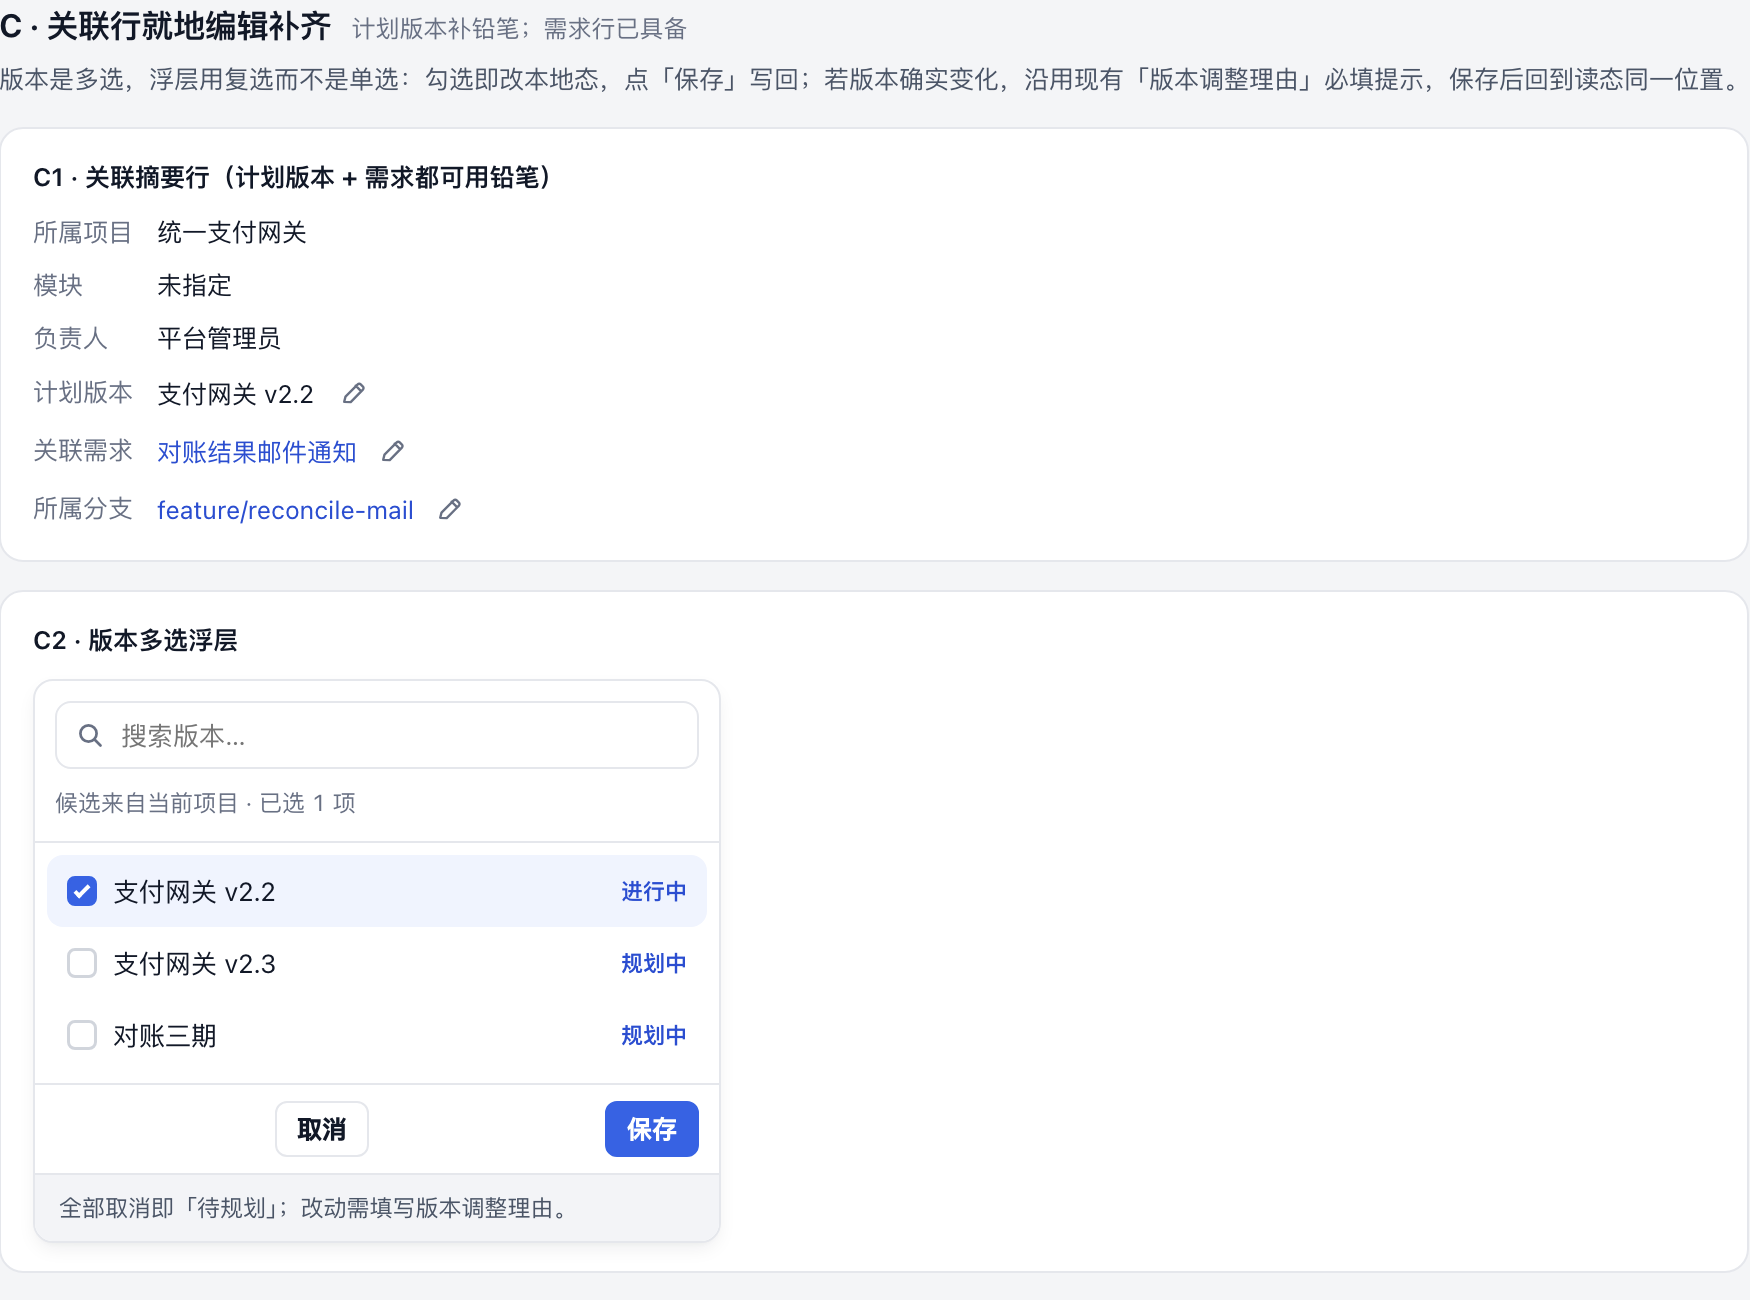 C · 关联行就地编辑补齐 计划版本补铅笔；需求行已具备
版本是多选，浮层用复选而不是单选：勾选即改本地态，点「保存」写回；若版本确实变化，沿用现有「版本调整理由」必填提示，保存后回到读态同一位置。
C1 · 关联摘要行（计划版本 + 需求都可用铅笔）
所属项目 统一支付网关
模块 未指定
负责人 平台管理员
计划版本 支付网关 v2.2
关联需求 对账结果邮件通知
所属分支 feature/reconcile-mail
C2 · 版本多选浮层
搜索版本...
候选来自当前项目 · 已选 1 项
支付网关 v2.2 进行中
支付网关 v2.3 规划中
对账三期 规划中
取消 保存
全部取消即「待规划」；改动需填写版本调整理由。